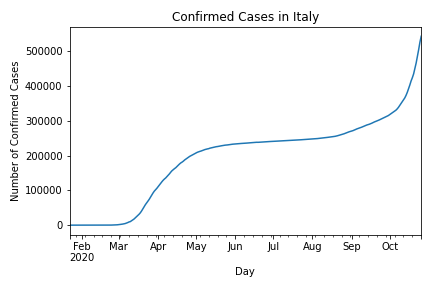 Confirmed Cases in Italy
Number of Confirmed Cases
500000
400000
300000
200000
100000
0
Feb Mar Apr May Jun Jul Aug Sep Oct
2020
Day